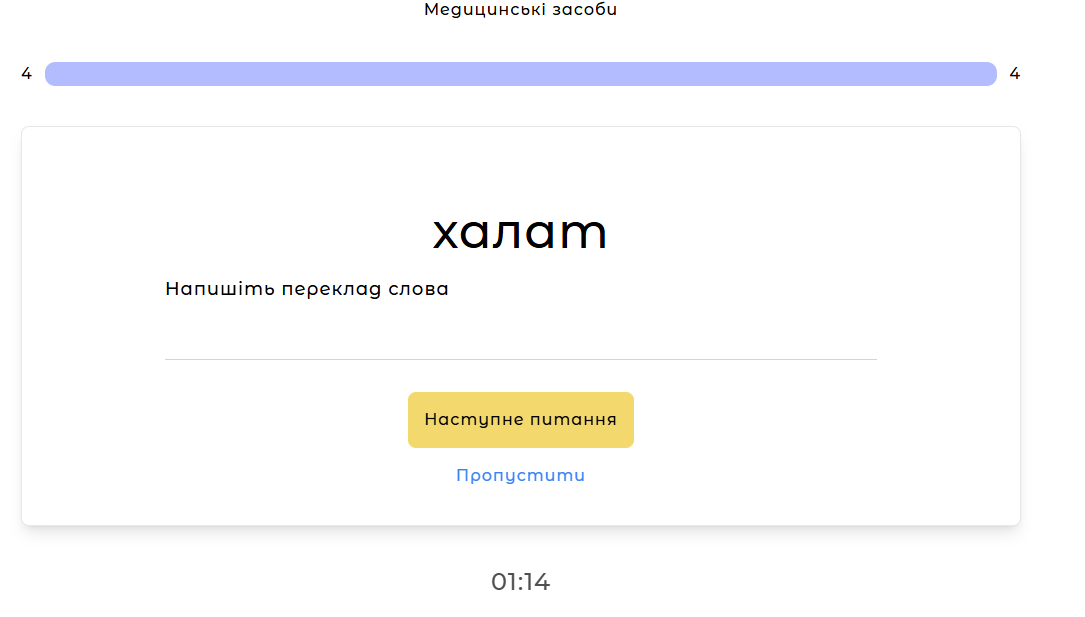 Медицинські засоби
4
4
халат
Напишіть переклад слова
Наступне питання
Пропустити
01:14